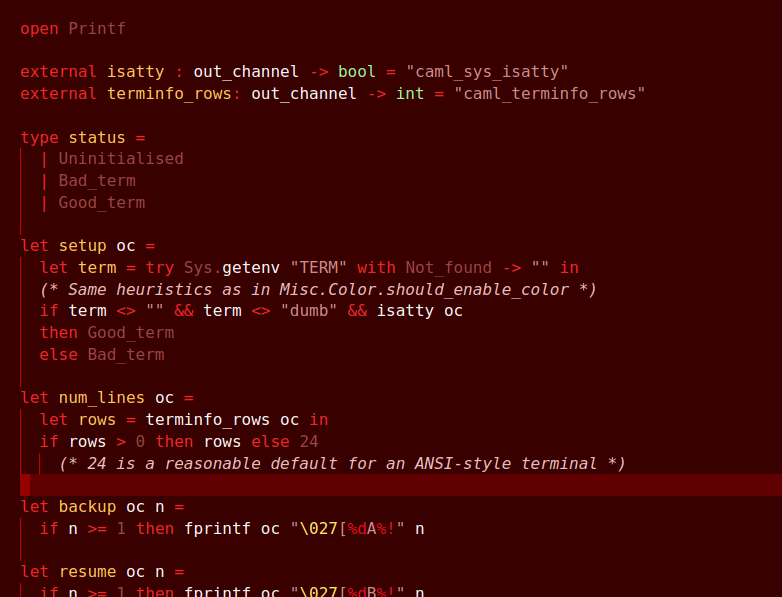 open Printf
external isatty : out_channel -> bool = "caml_sys_isatty"
external terminfo_rows: out_channel -> int = "caml_terminfo_rows"
type status =
| Uninitialised
| Bad_term
| Good_term
let setup oc =
let term = try Sys.getenv "TERM" with Not_found -> "" in
(* Same heuristics as in Misc.Color.should_enable_color *)
if term <> "" && term <> "dumb" && isatty oc
then Good_term
else Bad_term
let num_lines oc =
let rows = terminfo_rows oc in
if rows > 0 then rows else 24
(* 24 is a reasonable default for an ANSI-style terminal *)
let backup oc n =
if n >= 1 then fprintf oc "\027[%dA%!" n
let resume oc n =
if n >= 1 then fprintf oc "\027[%dB%!" n